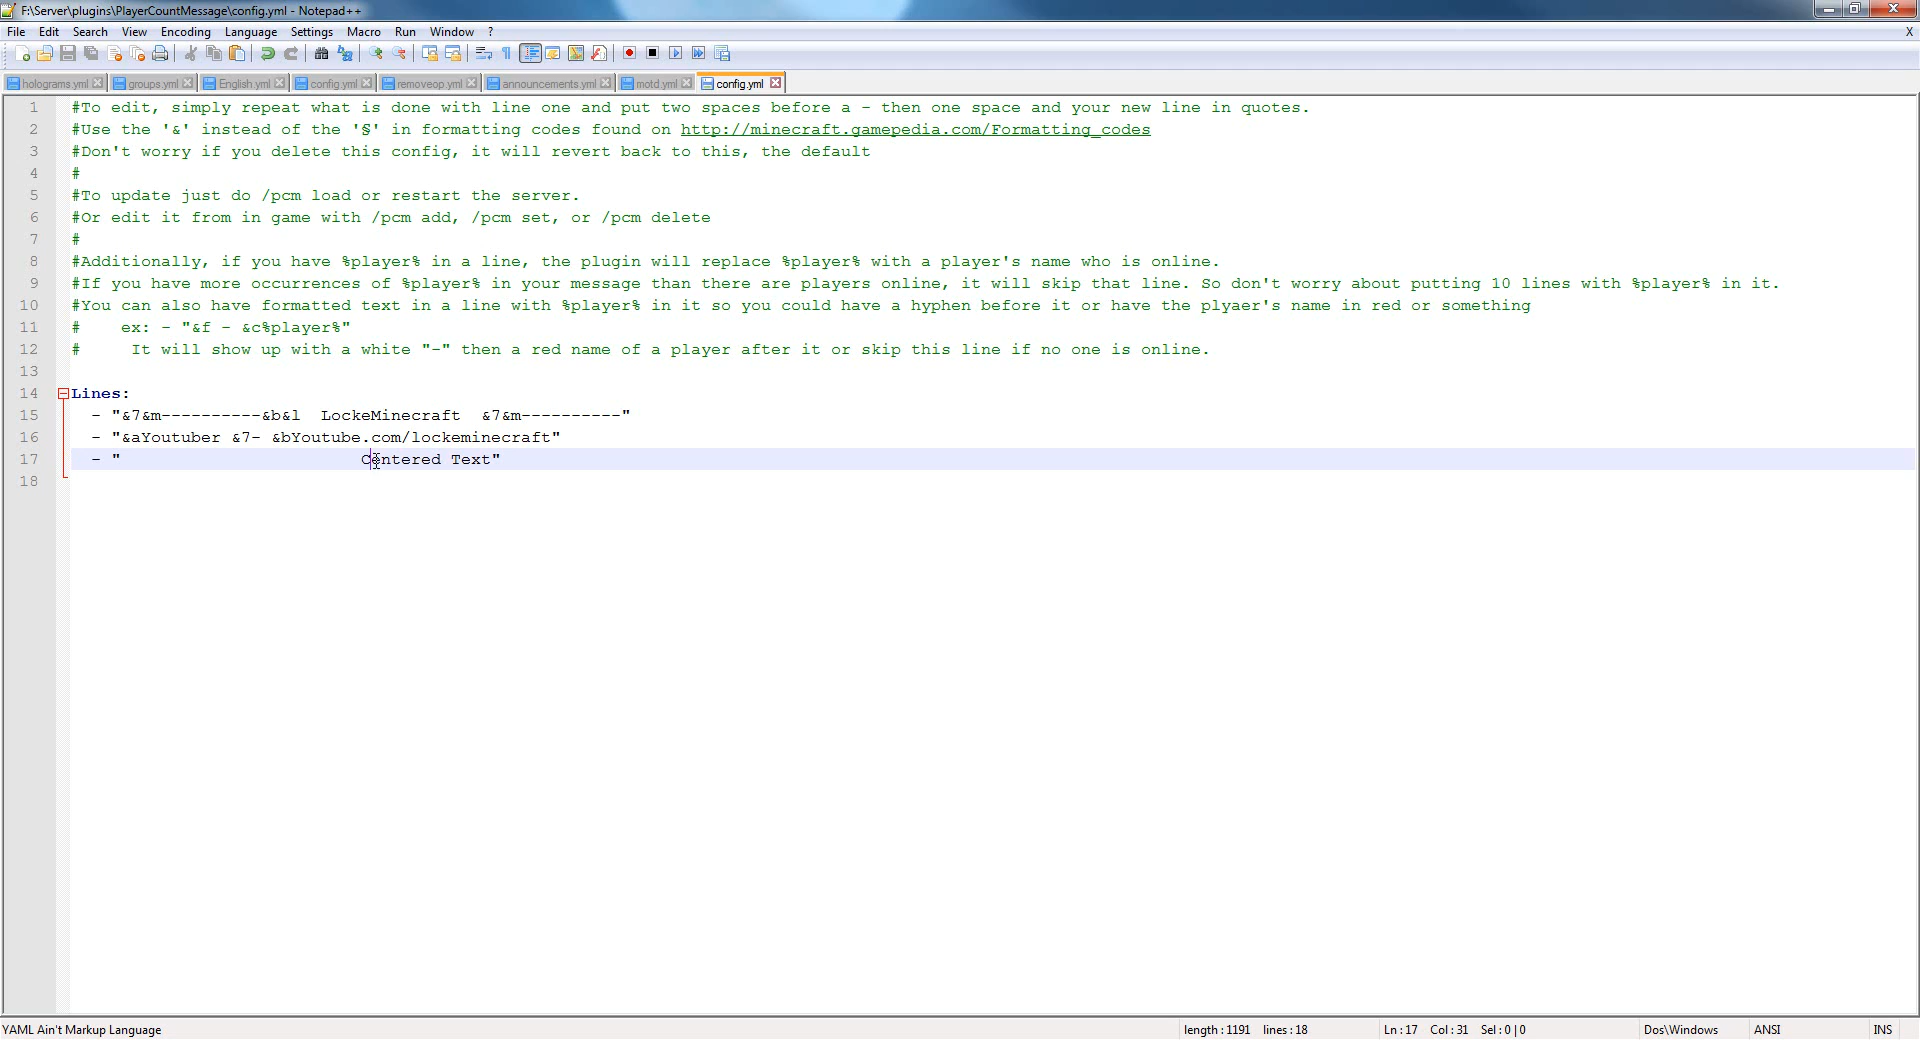 F:\Server\plugins\PlayerCountMessage\config.yml - Notepad++
File Edit Search View Encoding Language Settings Macro Run Window ? X
holograms.yml groups.yml English.yml config.yml removeop.yml announcements.yml motd.yml config.yml
1 #To edit, simply repeat what is done with line one and put two spaces before a - then one space and your new line in quotes.
2 #Use the '&' instead of the '§' in formatting codes found on http://minecraft.gamepedia.com/Formatting_codes
3 #Don't worry if you delete this config, it will revert back to this, the default
4 #
5 #To update just do /pcm load or restart the server.
6 #Or edit it from in game with /pcm add, /pcm set, or /pcm delete
7 #
8 #Additionally, if you have %player% in a line, the plugin will replace %player% with a player's name who is online.
9 #If you have more occurrences of %player% in your message than there are players online, it will skip that line. So don't worry about putting 10 lines with %player% in it.
10 #You can also have formatted text in a line with %player% in it so you could have a hyphen before it or have the plyaer's name in red or something
11 #    ex: - "&f - &c%player%"
12 #     It will show up with a white "-" then a red name of a player after it or skip this line if no one is online.
13
14 Lines:
15   - "&7&m----------&b&l  LockeMinecraft  &7&m----------"
16   - "&aYoutuber &7- &bYoutube.com/lockeminecraft"
17   - "                        Centered Text"
18
YAML Ain't Markup Language length : 1191 lines : 18 Ln : 17 Col : 31 Sel : 0 | 0 Dos\Windows ANSI INS